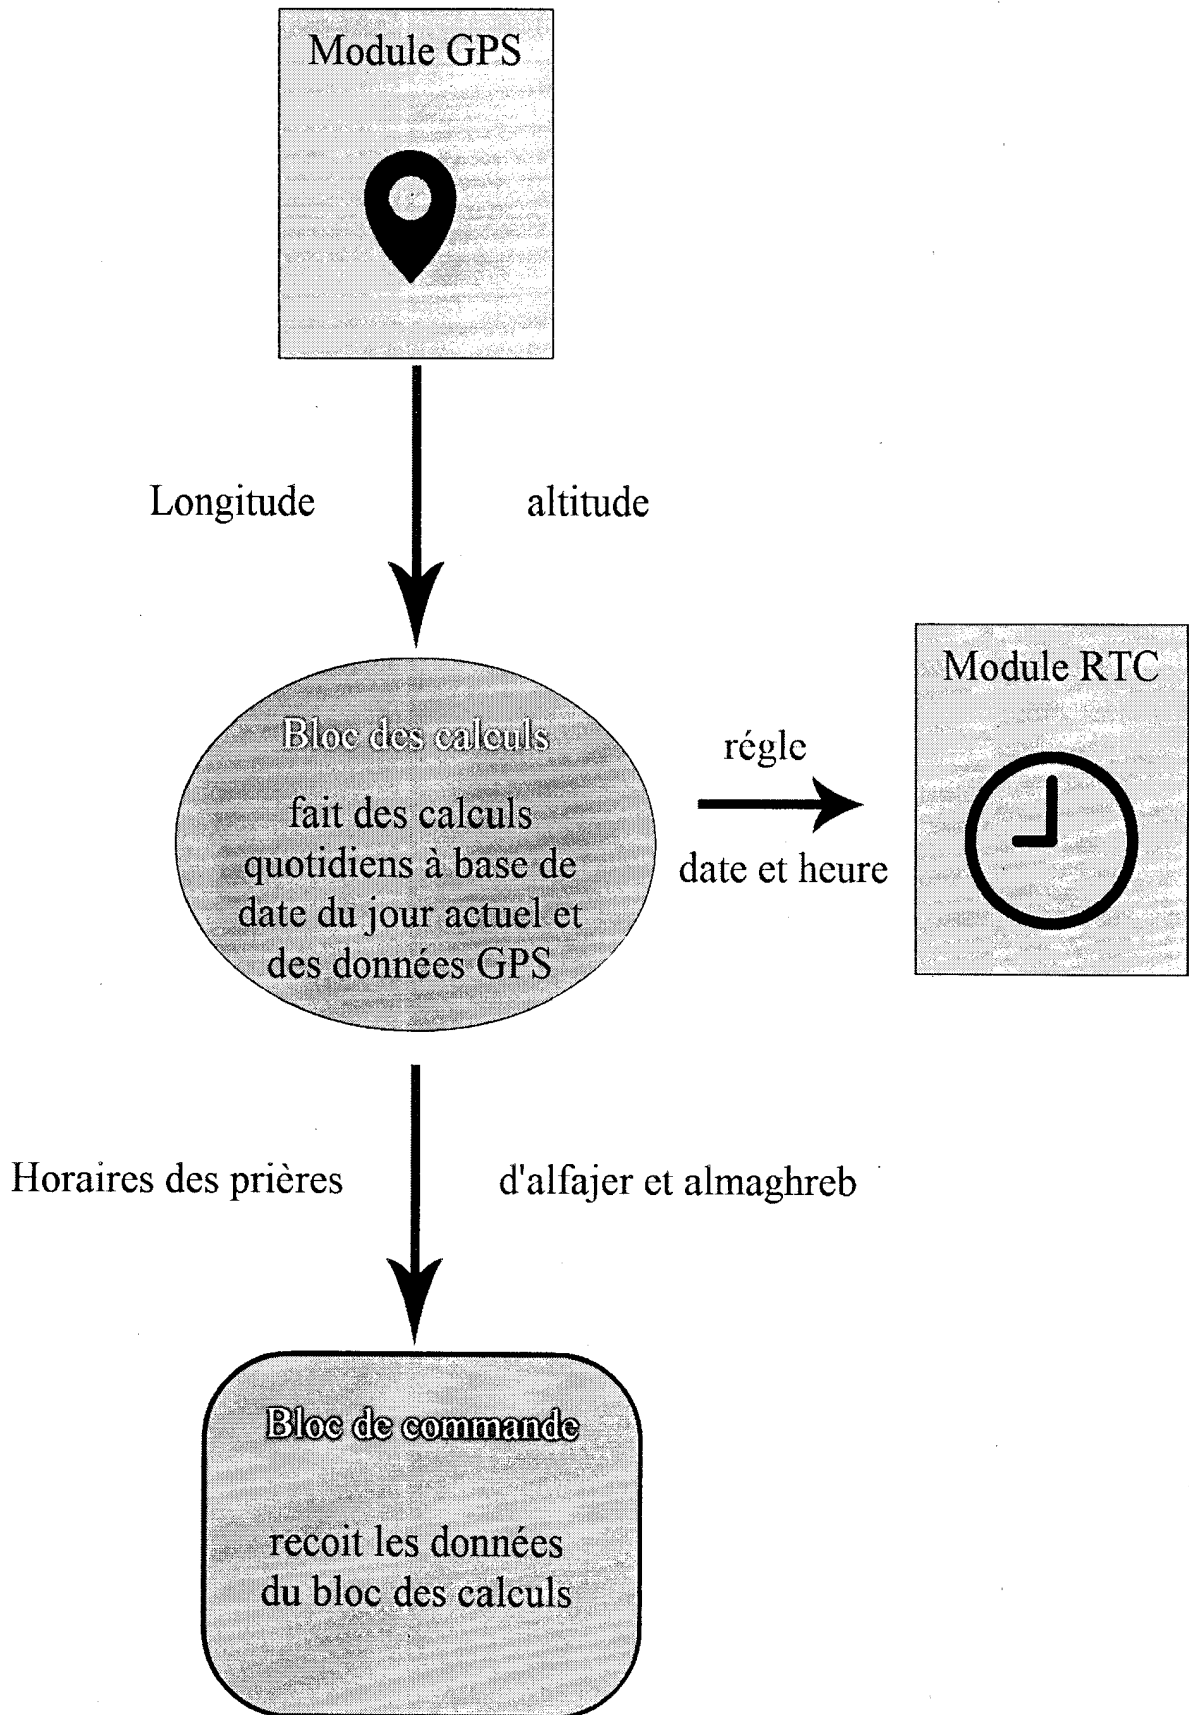 Module GPS
Longitude
altitude
Module RTC
Bloc des calculs
régle
fait des calculs
quotidiens à base de
date du jour actuel et
des données GPS
date et heure
Horaires des prières
d'alfajer et almaghreb
Bloc de commande
recoit les données
du bloc des calculs